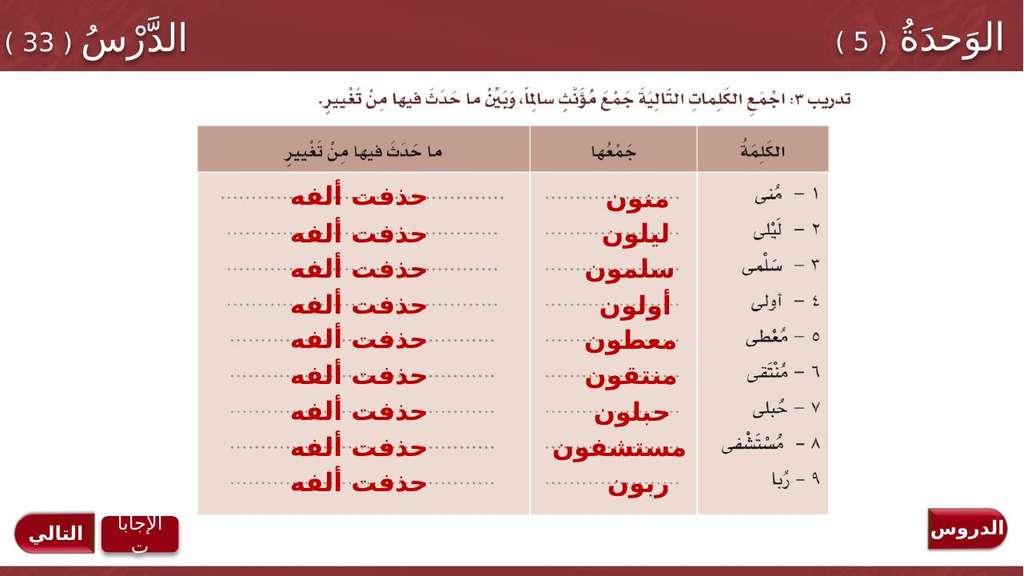 الوَحدَةُ ( 5 )
الدَّرْسُ ( 33 )
تدريب ٣: اجْمَعِ الكَلِماتِ التّالِيَةَ جَمْعَ مُؤَنَّثٍ سالِماً، وَبَيِّنْ ما حَدَثَ فيها مِنْ تَغْييرٍ.
الكَلِمَةُ جَمْعُها ما حَدَثَ فيها مِنْ تَغْييرٍ
١ – مُنى منون حذفت ألفه
٢ – لَيْلى ليلون حذفت ألفه
٣ – سَلْمى سلمون حذفت ألفه
٤ – أولى أولون حذفت ألفه
٥ – مُعْطى معطون حذفت ألفه
٦ – مُنْتَقى منتقون حذفت ألفه
٧ – حُبلى حبلون حذفت ألفه
٨ – مُسْتَشْفى مستشفون حذفت ألفه
٩ – رُبا ربون حذفت ألفه
الدروس
الإجابا
ت
التالي